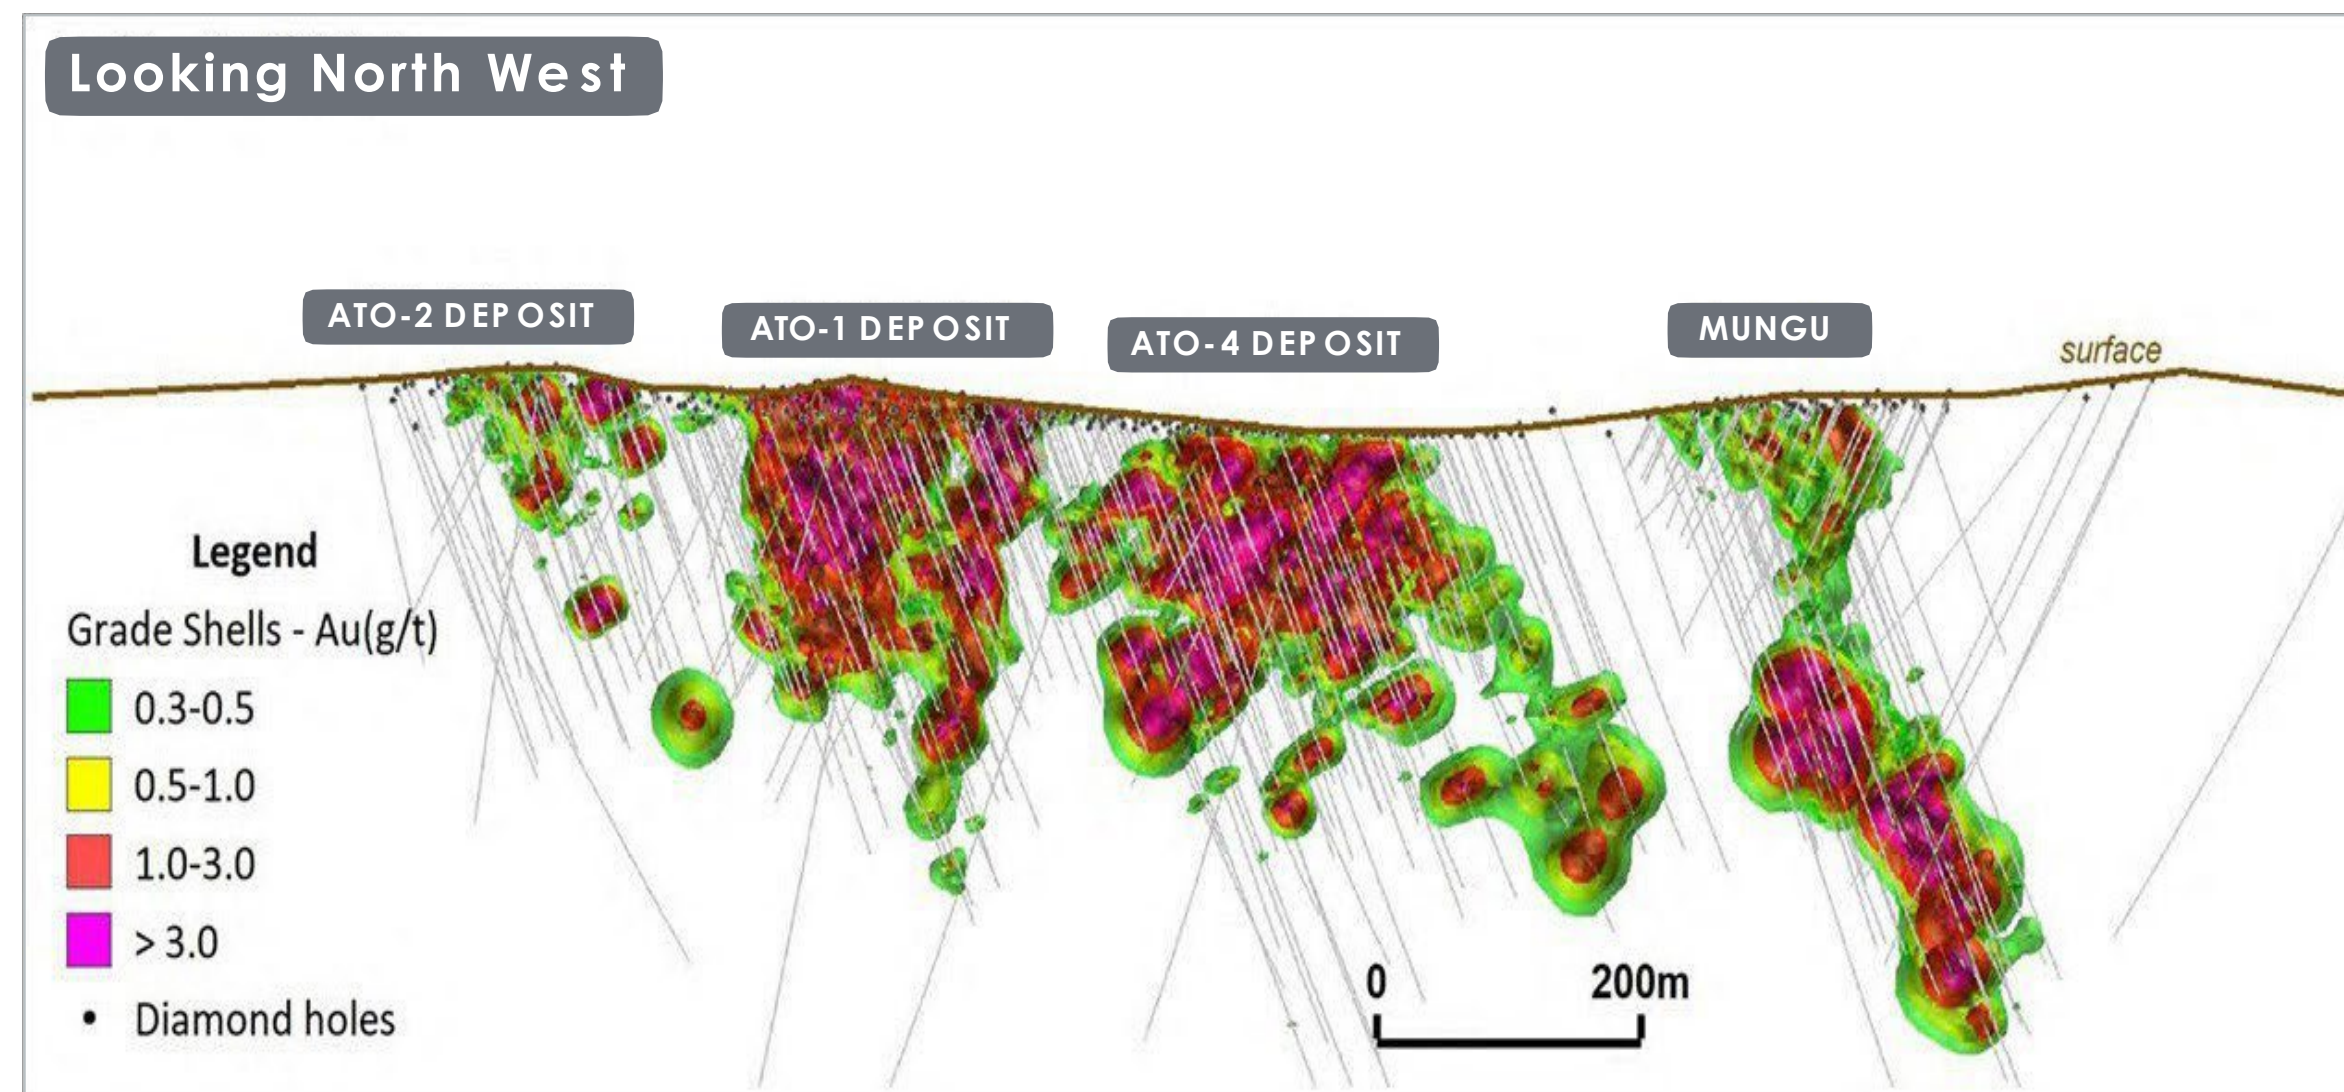 Looking North West
ATO-2 DEPOSIT
ATO-1 DEPOSIT
ATO-4 DEPOSIT
MUNGU
surface
Legend
Grade Shells - Au(g/t)
0.3-0.5
0.5-1.0
1.0-3.0
> 3.0
Diamond holes
0 200m